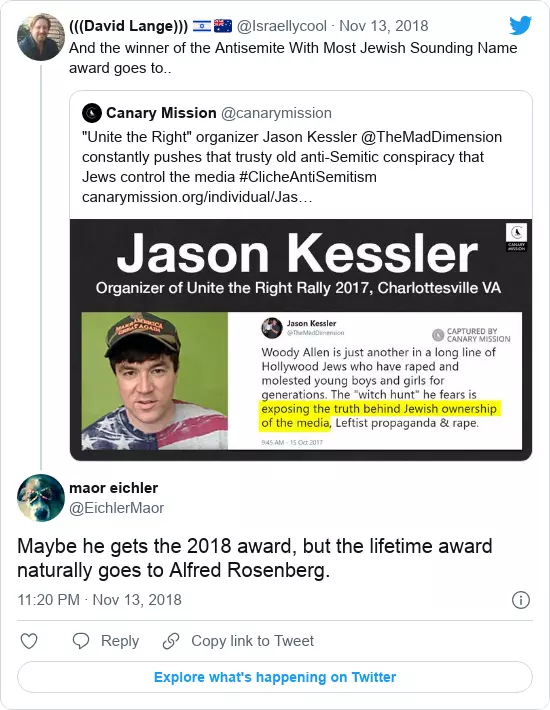 (((David Lange))) @Israellycool · Nov 13, 2018
And the winner of the Antisemite With Most Jewish Sounding Name
award goes to..
Canary Mission @canarymission
"Unite the Right" organizer Jason Kessler @TheMadDimension
constantly pushes that trusty old anti-Semitic conspiracy that
Jews control the media #ClicheAntiSemitism
canarymission.org/individual/Jas…
CANARY
MISSION
Jason Kessler
Organizer of Unite the Right Rally 2017, Charlottesville VA
MAKE AMERICA
GREAT AGAIN
Jason Kessler
@TheMadDimension
CAPTURED BY
CANARY MISSION
Woody Allen is just another in a long line of
Hollywood Jews who have raped and
molested young boys and girls for
generations. The "witch hunt" he fears is
exposing the truth behind Jewish ownership
of the media, Leftist propaganda & rape.
9:45 AM - 15 Oct 2017
maor eichler
@EichlerMaor
Maybe he gets the 2018 award, but the lifetime award
naturally goes to Alfred Rosenberg.
11:20 PM · Nov 13, 2018
Reply
Copy link to Tweet
Explore what's happening on Twitter